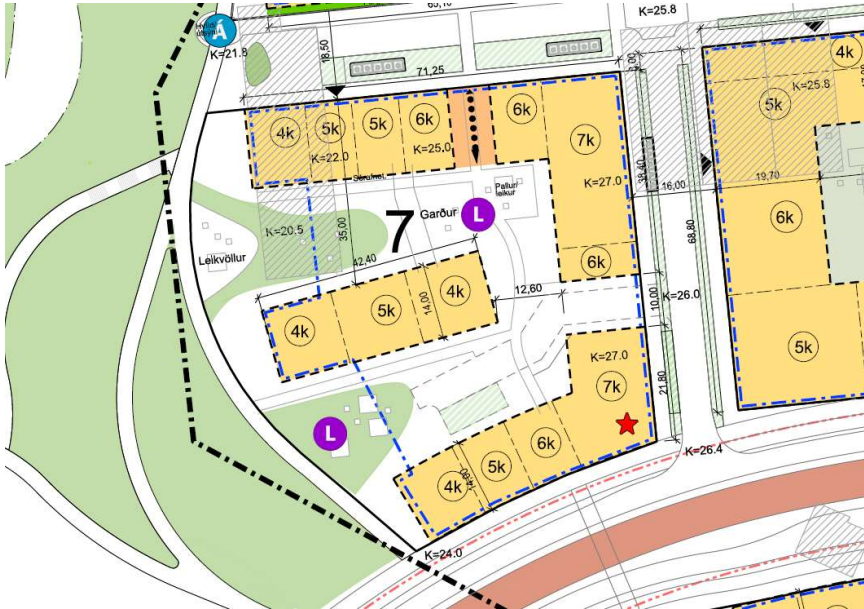 65,10
K=25.8
Á
K=21.8
18,50
71,25
4k
5k
5k
6k
6k
7k
K=22.0
K=25,0
K=27.0
38,40
16,00
19,70
4k
5k
K=25.8
Sérafnot
Pallur/
leikur
Garður
L
7
K=20,5
35,00
Leikvöllur
42,40
6k
6k
68,80
4k
5k
4k
14,00
12,60
10,00
K=26.0
5k
K=27.0
7k
21,80
L
6k
5k
4k
14,00
K=26.4
K=24.0